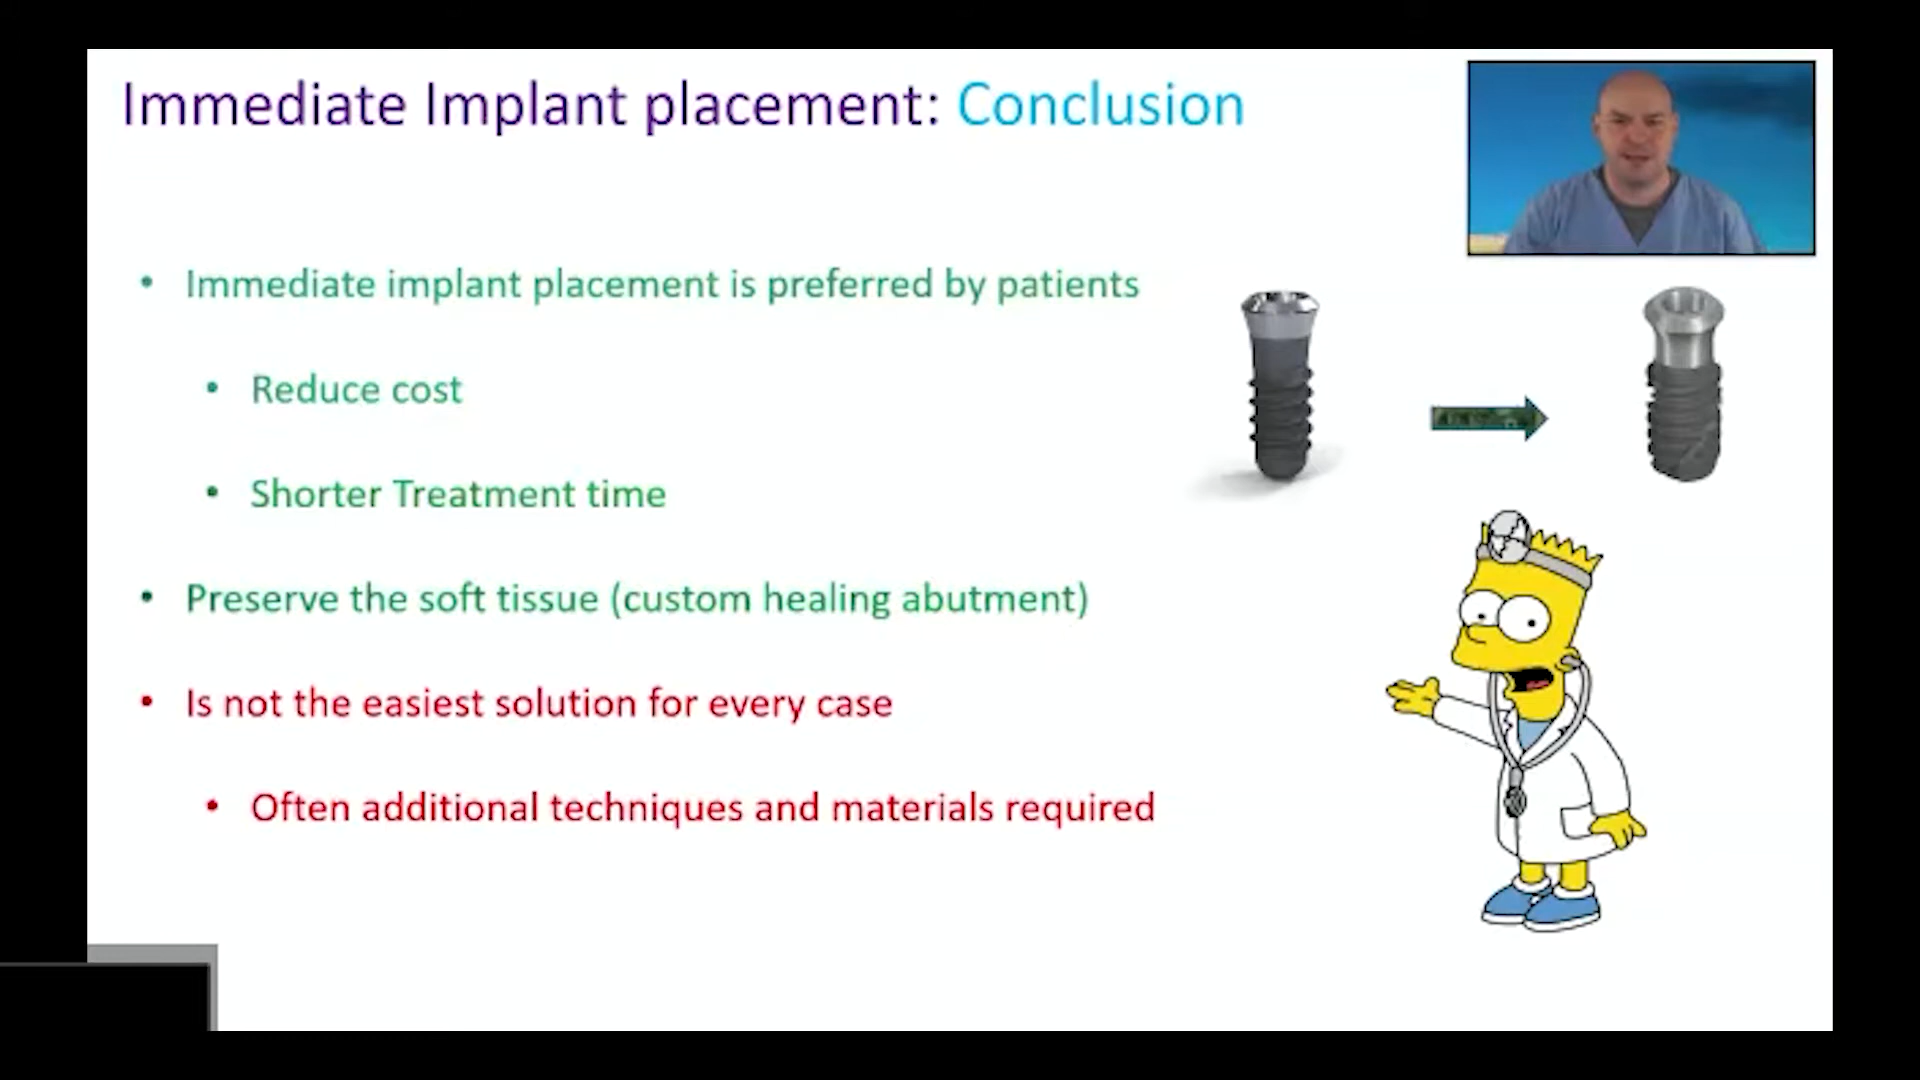 Immediate Implant placement: Conclusion
• Immediate implant placement is preferred by patients
• Reduce cost
• Shorter Treatment time
• Preserve the soft tissue (custom healing abutment)
• Is not the easiest solution for every case
• Often additional techniques and materials required